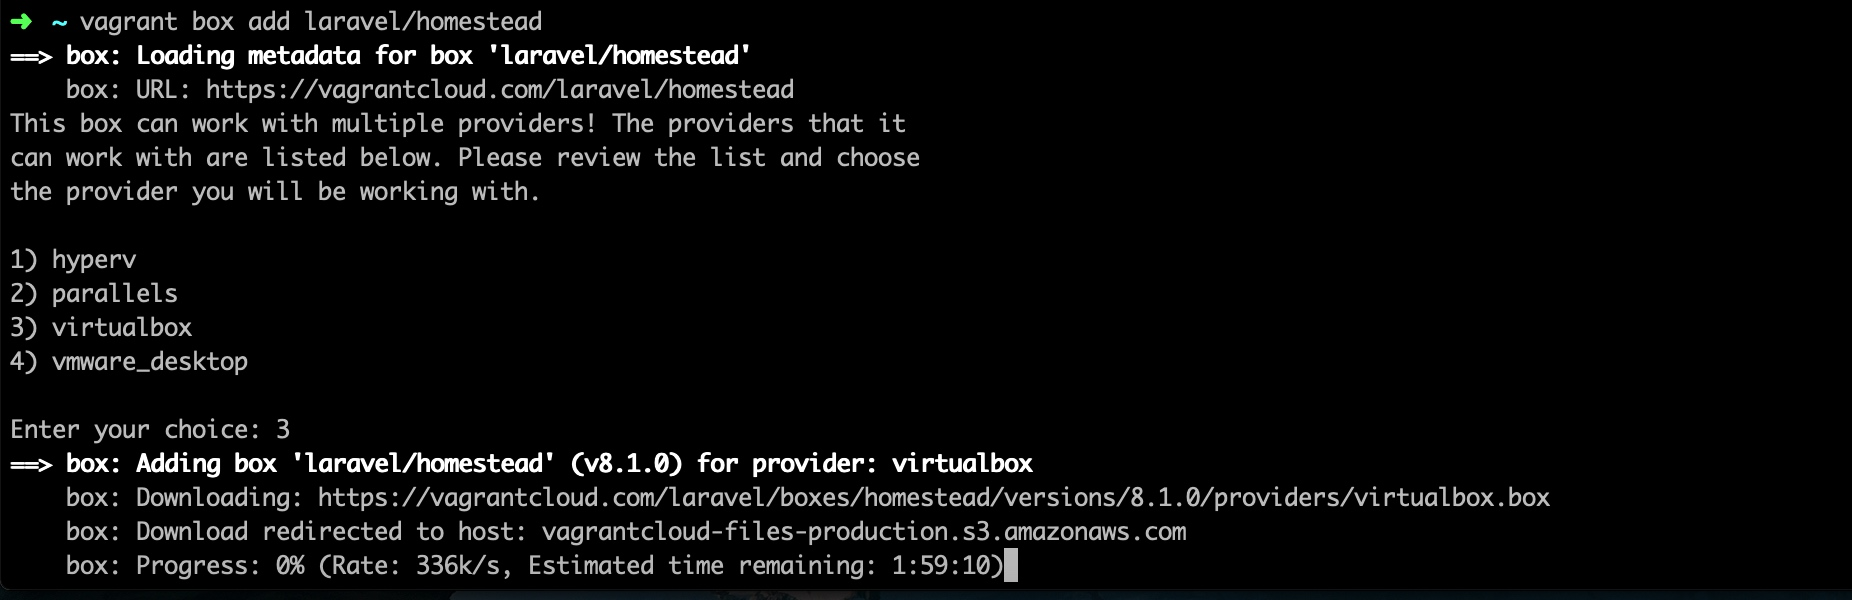 ➜ ~ vagrant box add laravel/homestead
==> box: Loading metadata for box 'laravel/homestead'
box: URL: https://vagrantcloud.com/laravel/homestead
This box can work with multiple providers! The providers that it
can work with are listed below. Please review the list and choose
the provider you will be working with.
1) hyperv
2) parallels
3) virtualbox
4) vmware_desktop
Enter your choice: 3
==> box: Adding box 'laravel/homestead' (v8.1.0) for provider: virtualbox
box: Downloading: https://vagrantcloud.com/laravel/boxes/homestead/versions/8.1.0/providers/virtualbox.box
box: Download redirected to host: vagrantcloud-files-production.s3.amazonaws.com
box: Progress: 0% (Rate: 336k/s, Estimated time remaining: 1:59:10)